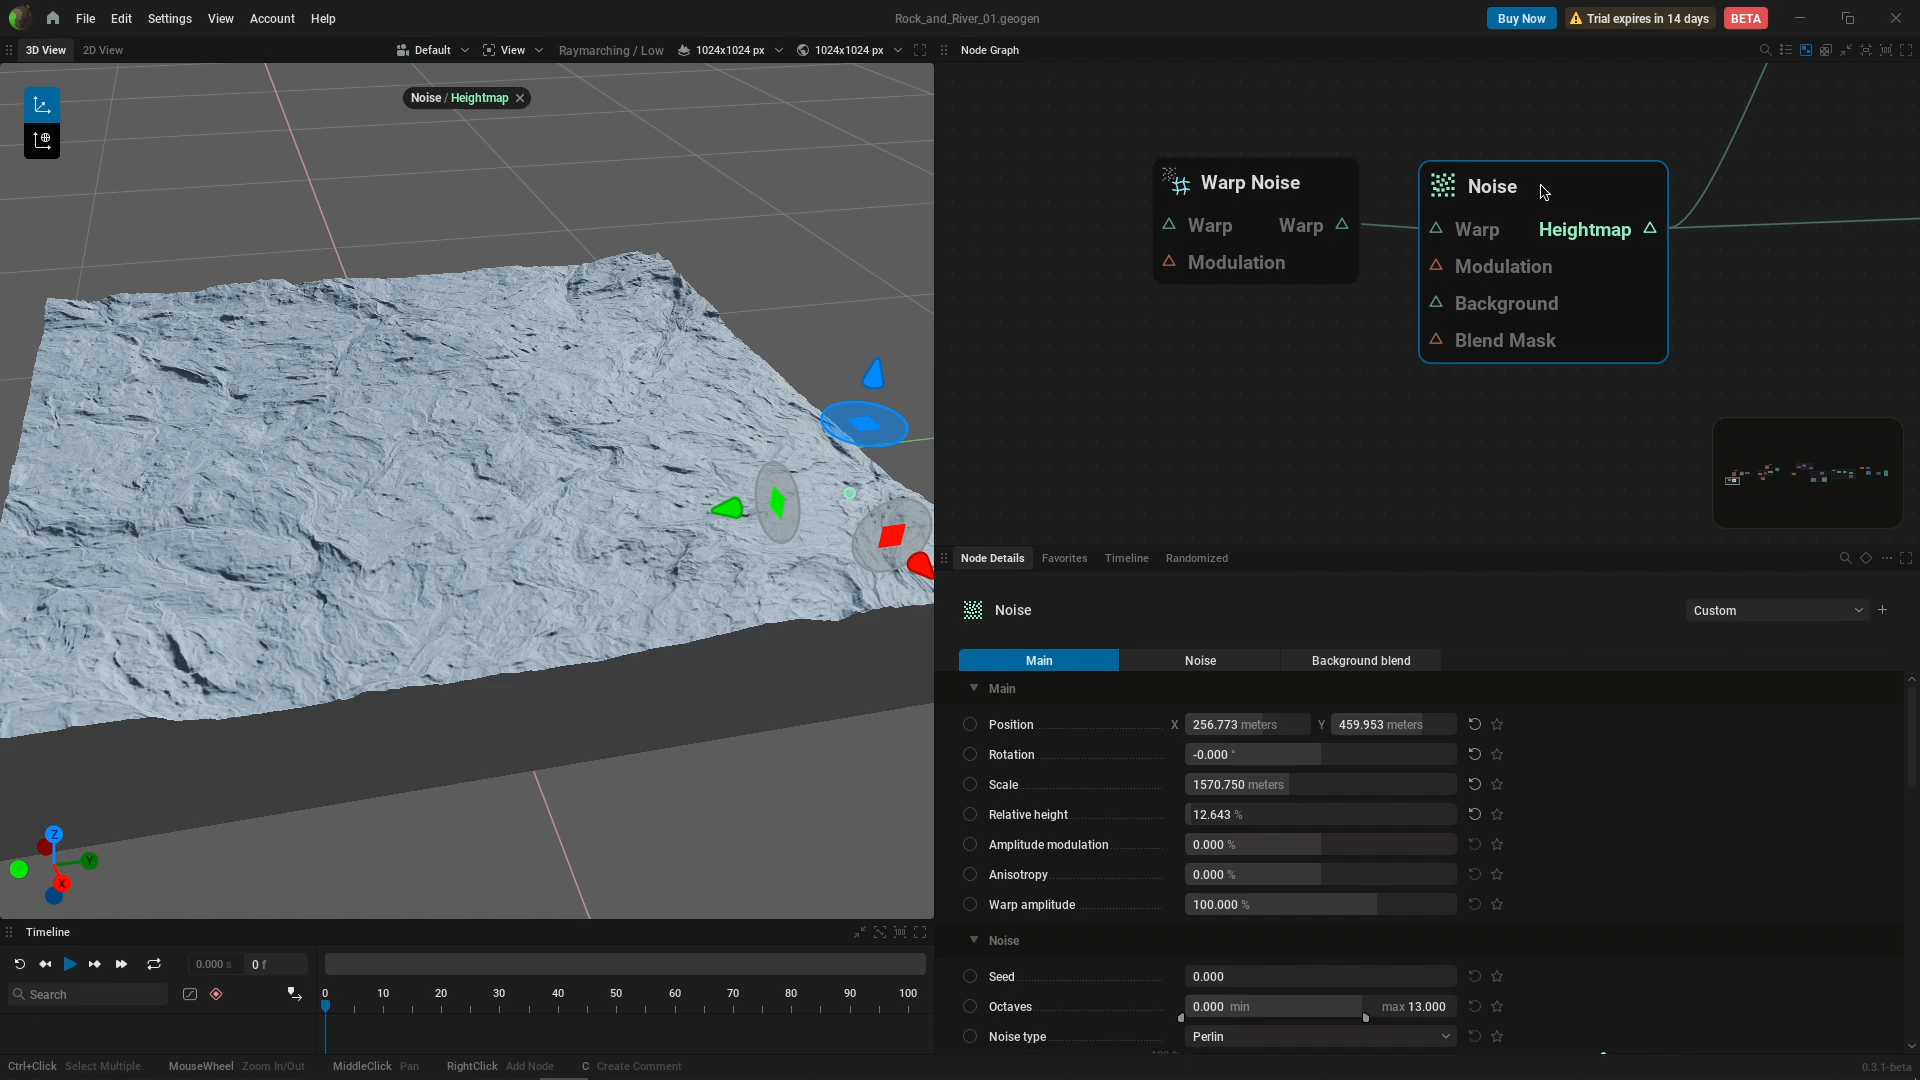 File Edit Settings View Account Help
Rock_and_River_01.geogen
Buy Now
Trial expires in 14 days
BETA
3D View 2D View
Default
View
Raymarching / Low
1024x1024 px
1024x1024 px
Node Graph
Noise / Heightmap
Warp Noise
Warp Warp
Modulation
Noise
Warp Heightmap
Modulation
Background
Blend Mask
Node Details Favorites Timeline Randomized
Noise
Custom
Main Noise Background blend
Main
Position X 256.773 meters Y 459.953 meters
Rotation -0.000 °
Scale 1570.750 meters
Relative height 12.643 %
Amplitude modulation 0.000 %
Anisotropy 0.000 %
Warp amplitude 100.000 %
Noise
Seed 0.000
Octaves 0.000 min max 13.000
Noise type Perlin
Z
Y
X
Timeline
0.000 s 0 f
Search
0 10 20 30 40 50 60 70 80 90 100
Ctrl+Click Select Multiple MouseWheel Zoom In/Out MiddleClick Pan RightClick Add Node C Create Comment
0.3.1-beta